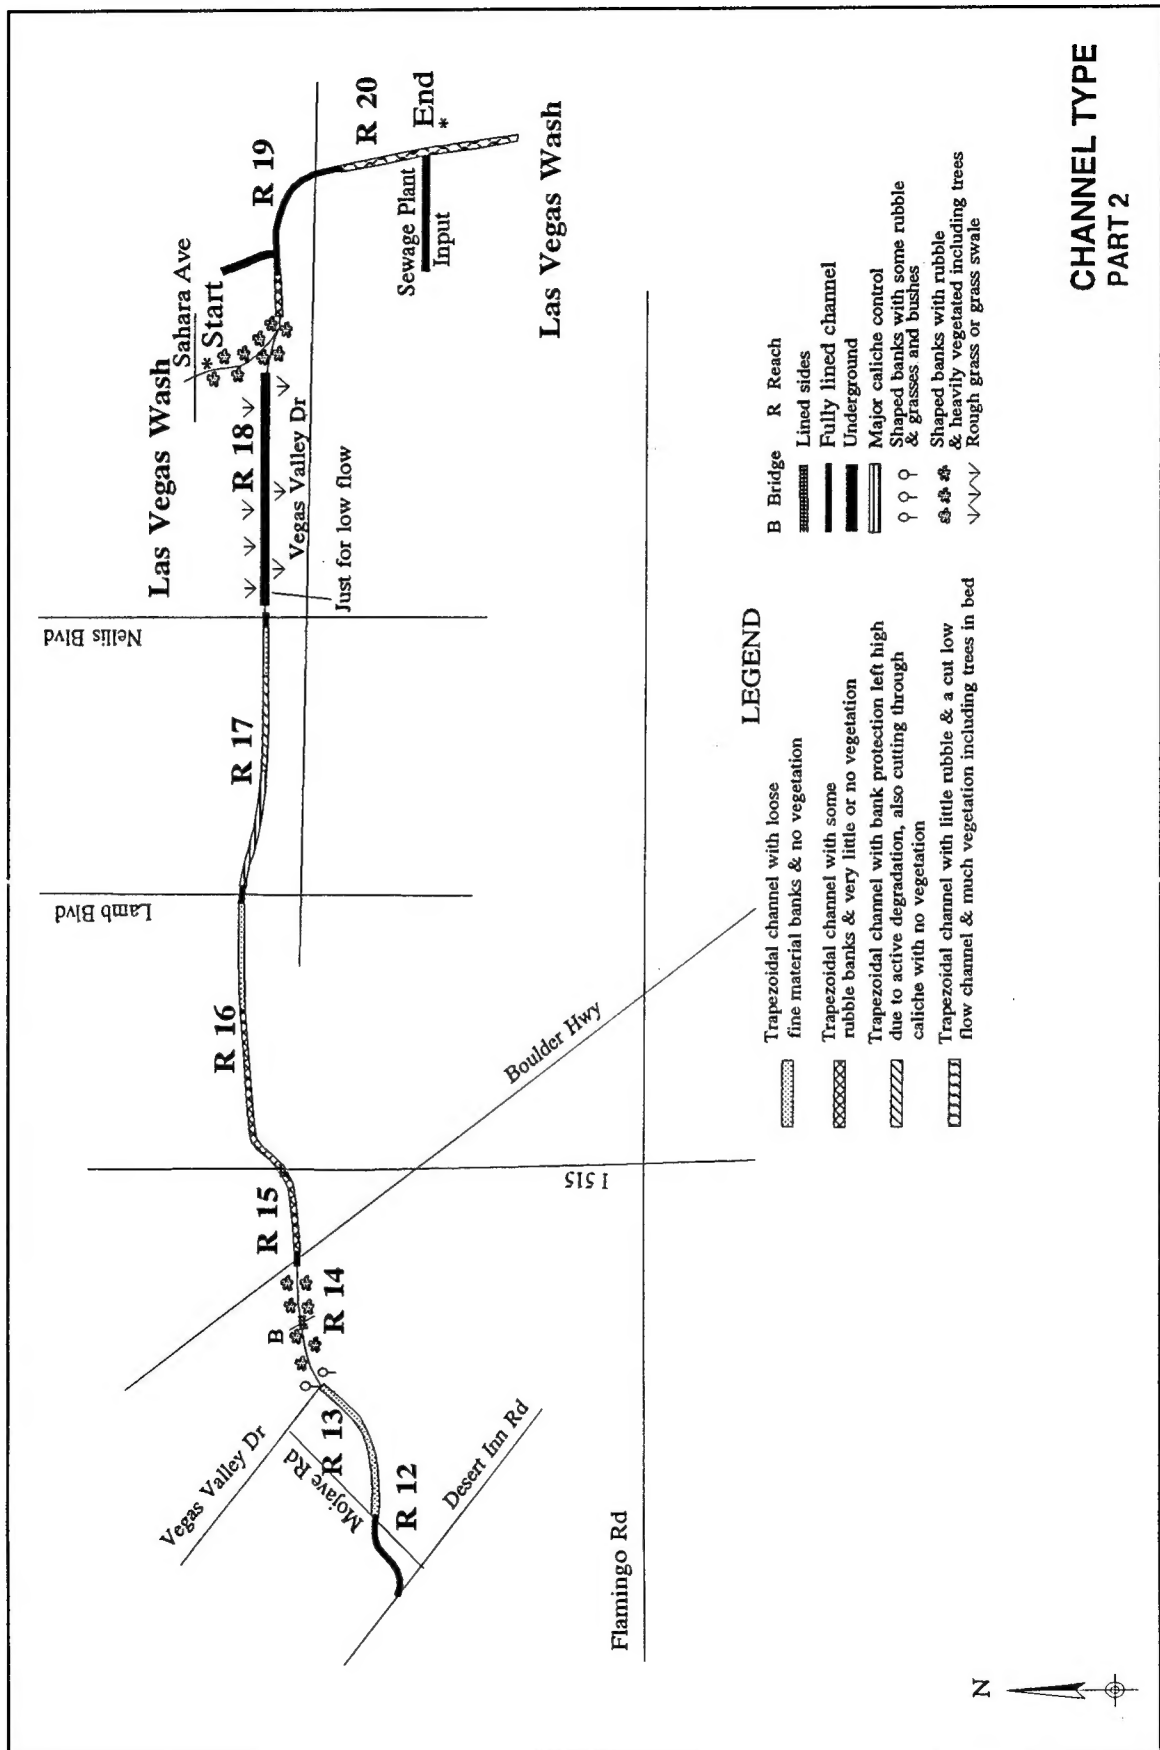 Las Vegas Wash
Sahara Ave
* Start
R 19
R 20
End
*
Sewage Plant
Input
Las Vegas Wash
R 18
Vegas Valley Dr
Just for low flow
Nellis Blvd
R 17
Lamb Blvd
R 16
Boulder Hwy
I 515
R 15
R 14
B
R 13
Vegas Valley Dr
Mojave Rd
R 12
Desert Inn Rd
Flamingo Rd
LEGEND
Trapezoidal channel with loose
fine material banks & no vegetation
Trapezoidal channel with some
rubble banks & very little or no vegetation
Trapezoidal channel with bank protection left high
due to active degradation, also cutting through
caliche with no vegetation
Trapezoidal channel with little rubble & a cut low
flow channel & much vegetation including trees in bed
B Bridge R Reach
Lined sides
Fully lined channel
Underground
Major caliche control
Shaped banks with some rubble
& grasses and bushes
Shaped banks with rubble
& heavily vegetated including trees
Rough grass or grass swale
N
CHANNEL TYPE
PART 2